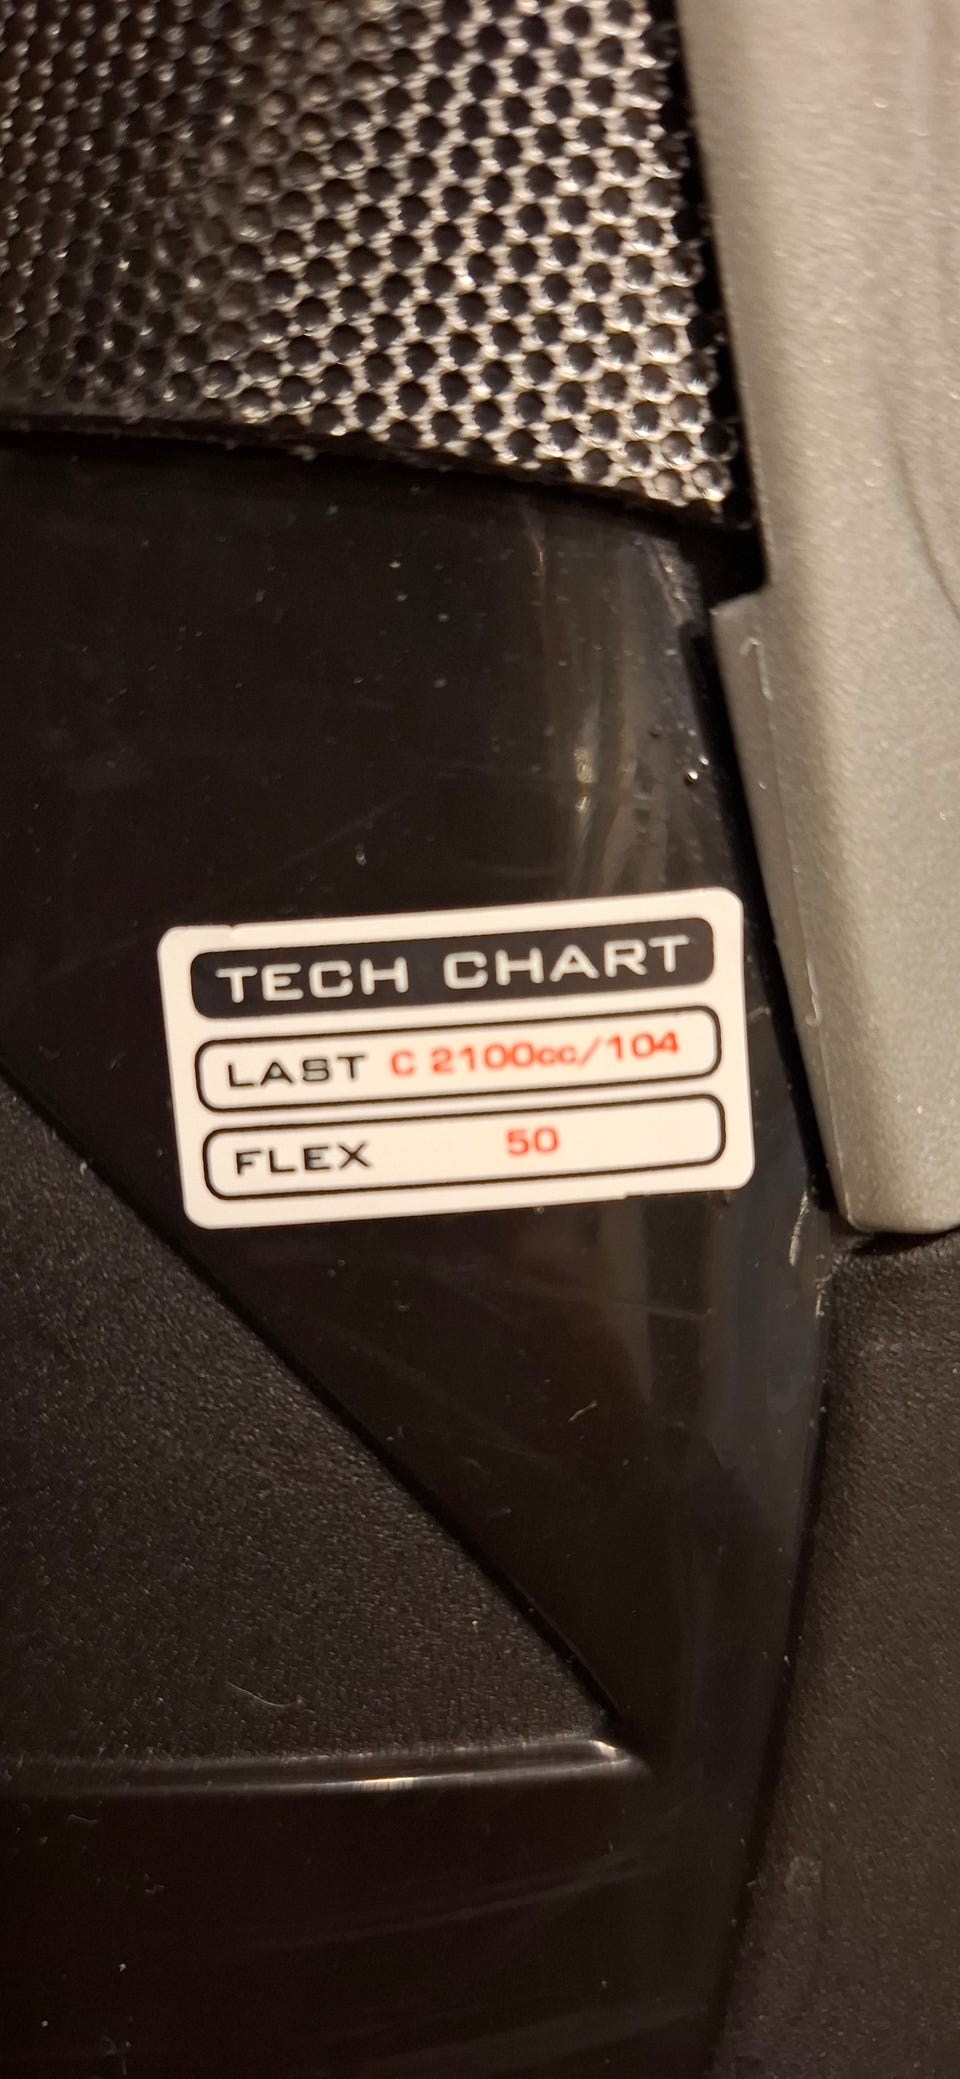 TECH CHART
LAST C 2100cc/104
FLEX 50